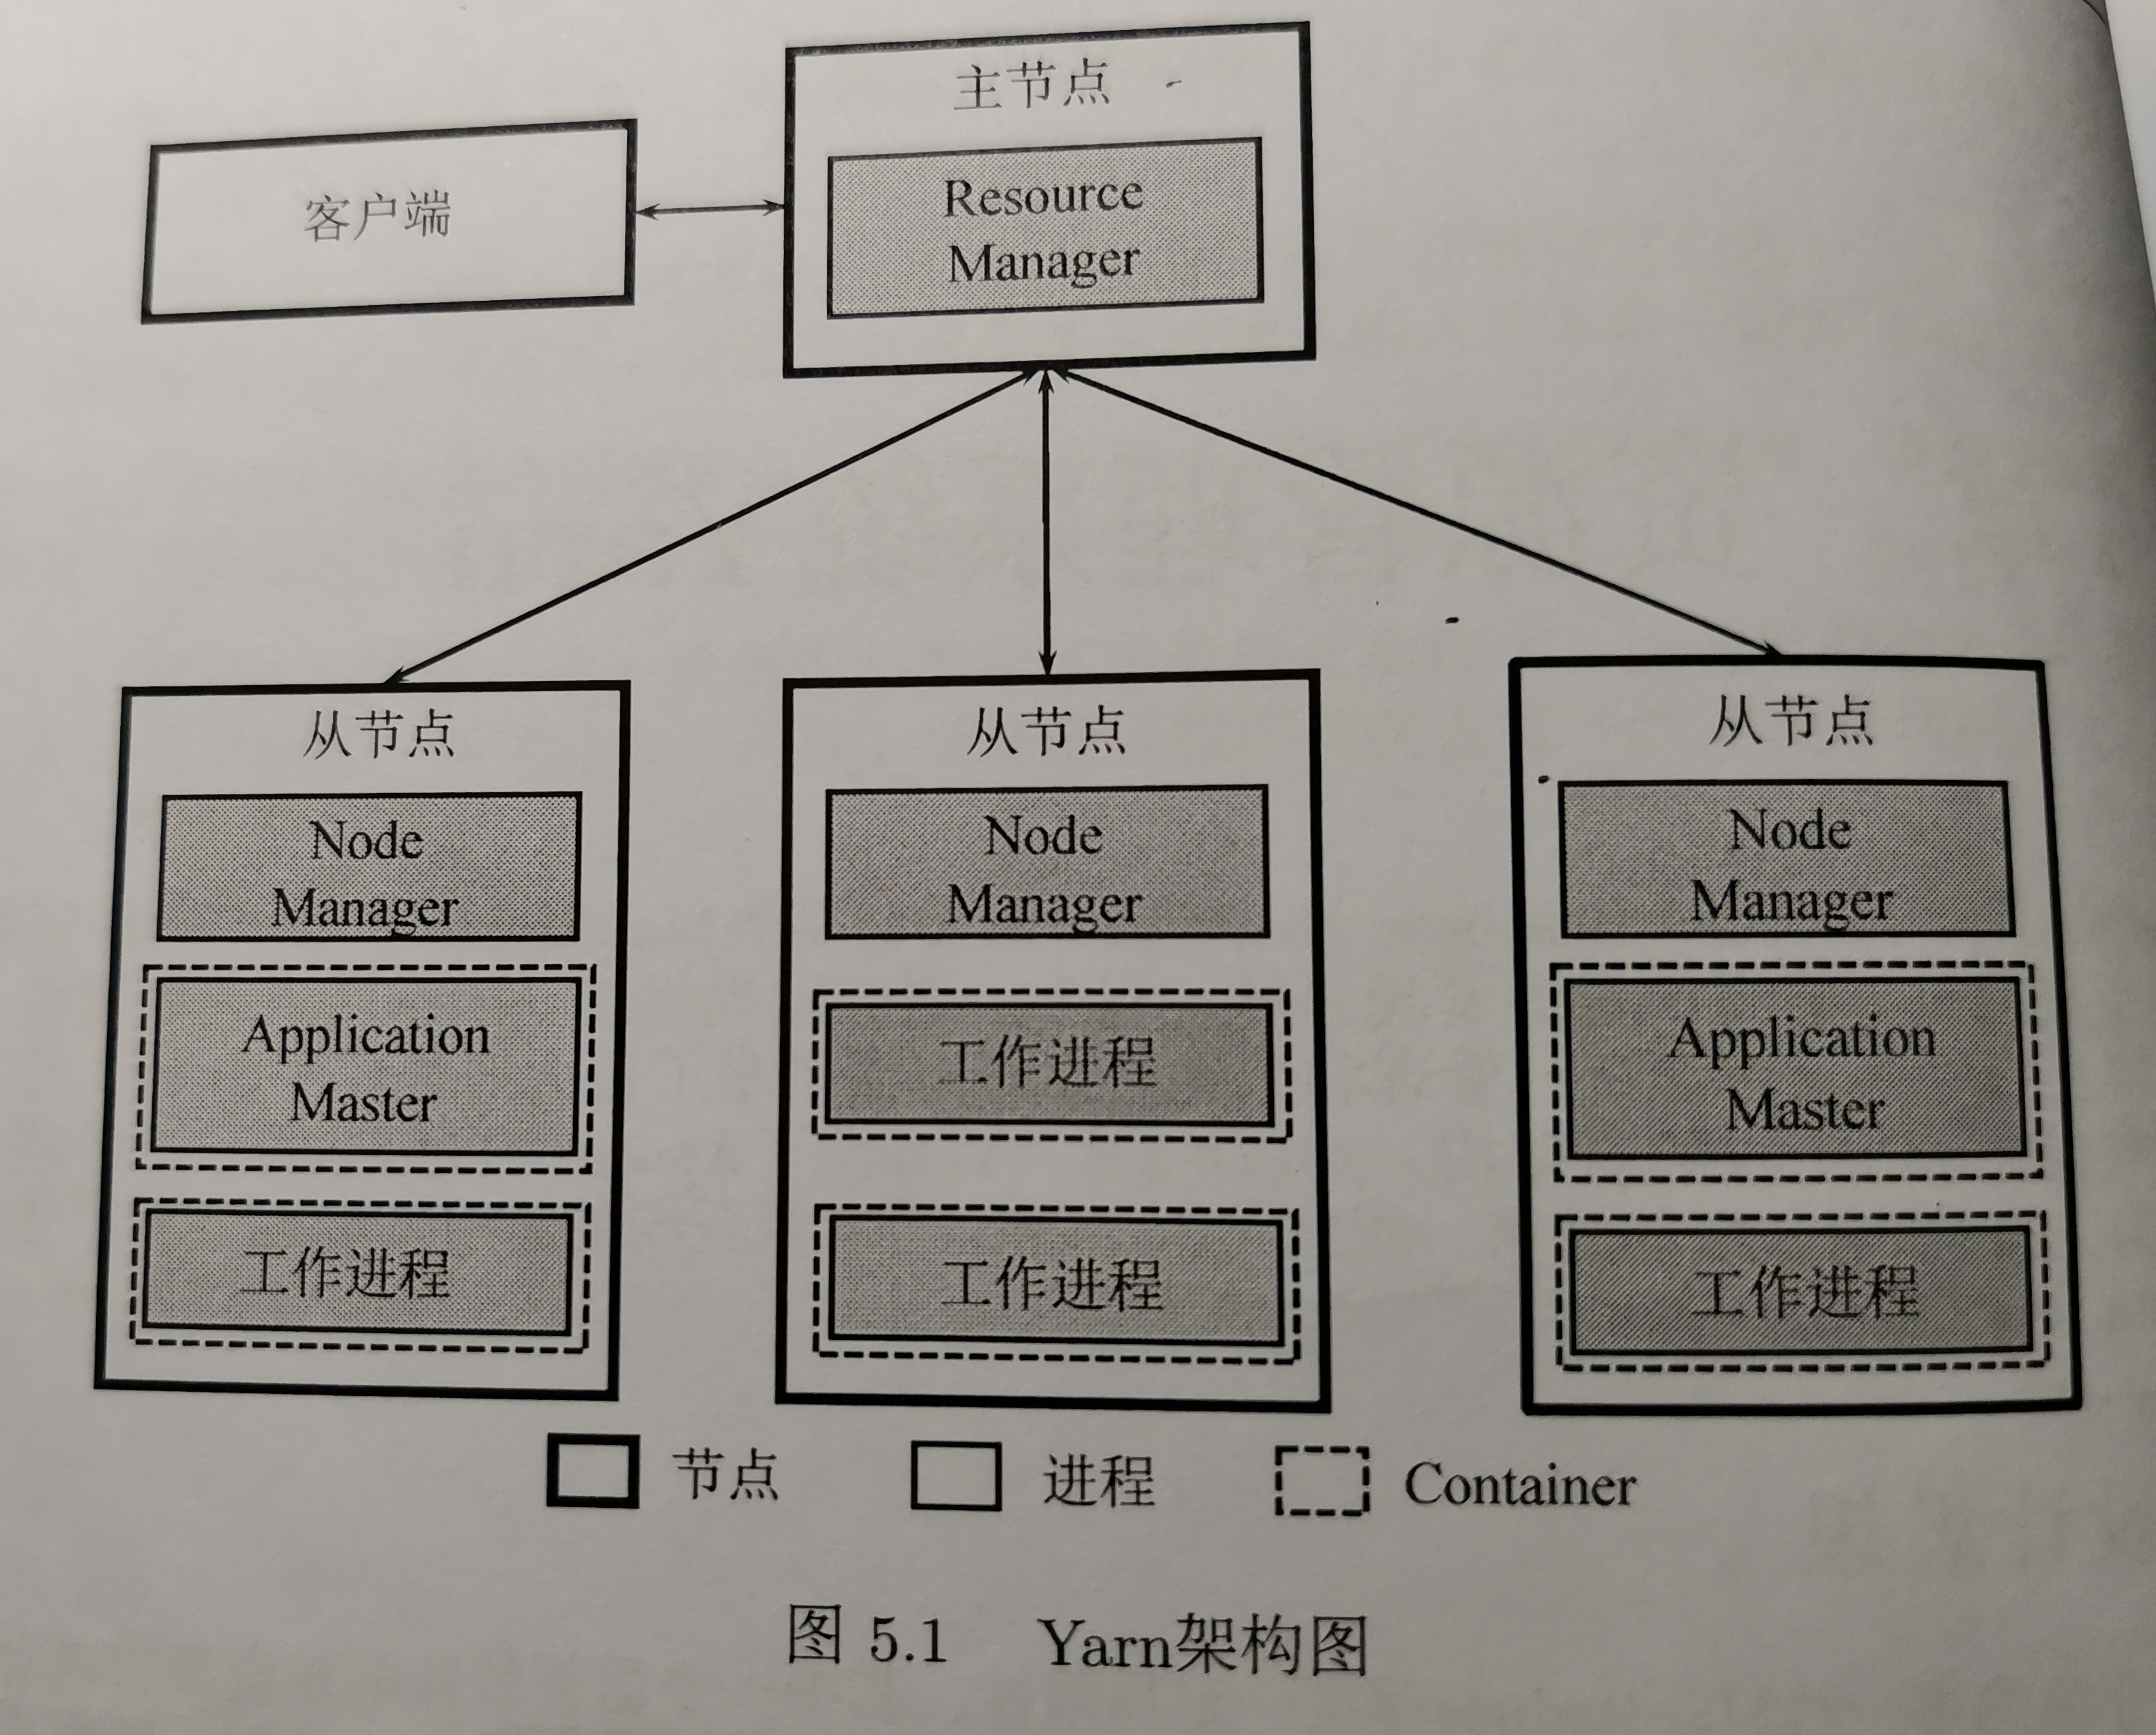 主节点
客户端
Resource
Manager
从节点
Node
Manager
Application
Master
工作进程
从节点
Node
Manager
工作进程
工作进程
从节点
Node
Manager
Application
Master
工作进程
节点
进程
Container
图 5.1 Yarn架构图